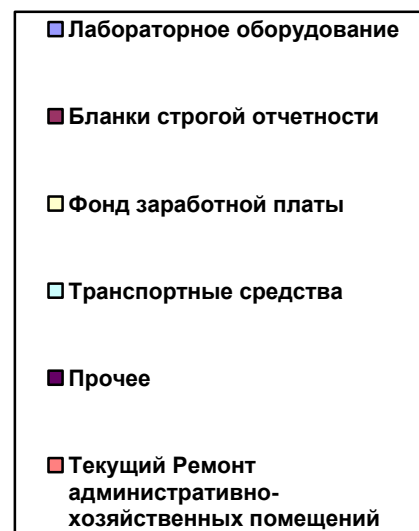 Лабораторное оборудование
Бланки строгой отчетности
Фонд заработной платы
Транспортные средства
Прочее
Текущий Ремонт
административно-
хозяйственных помещений